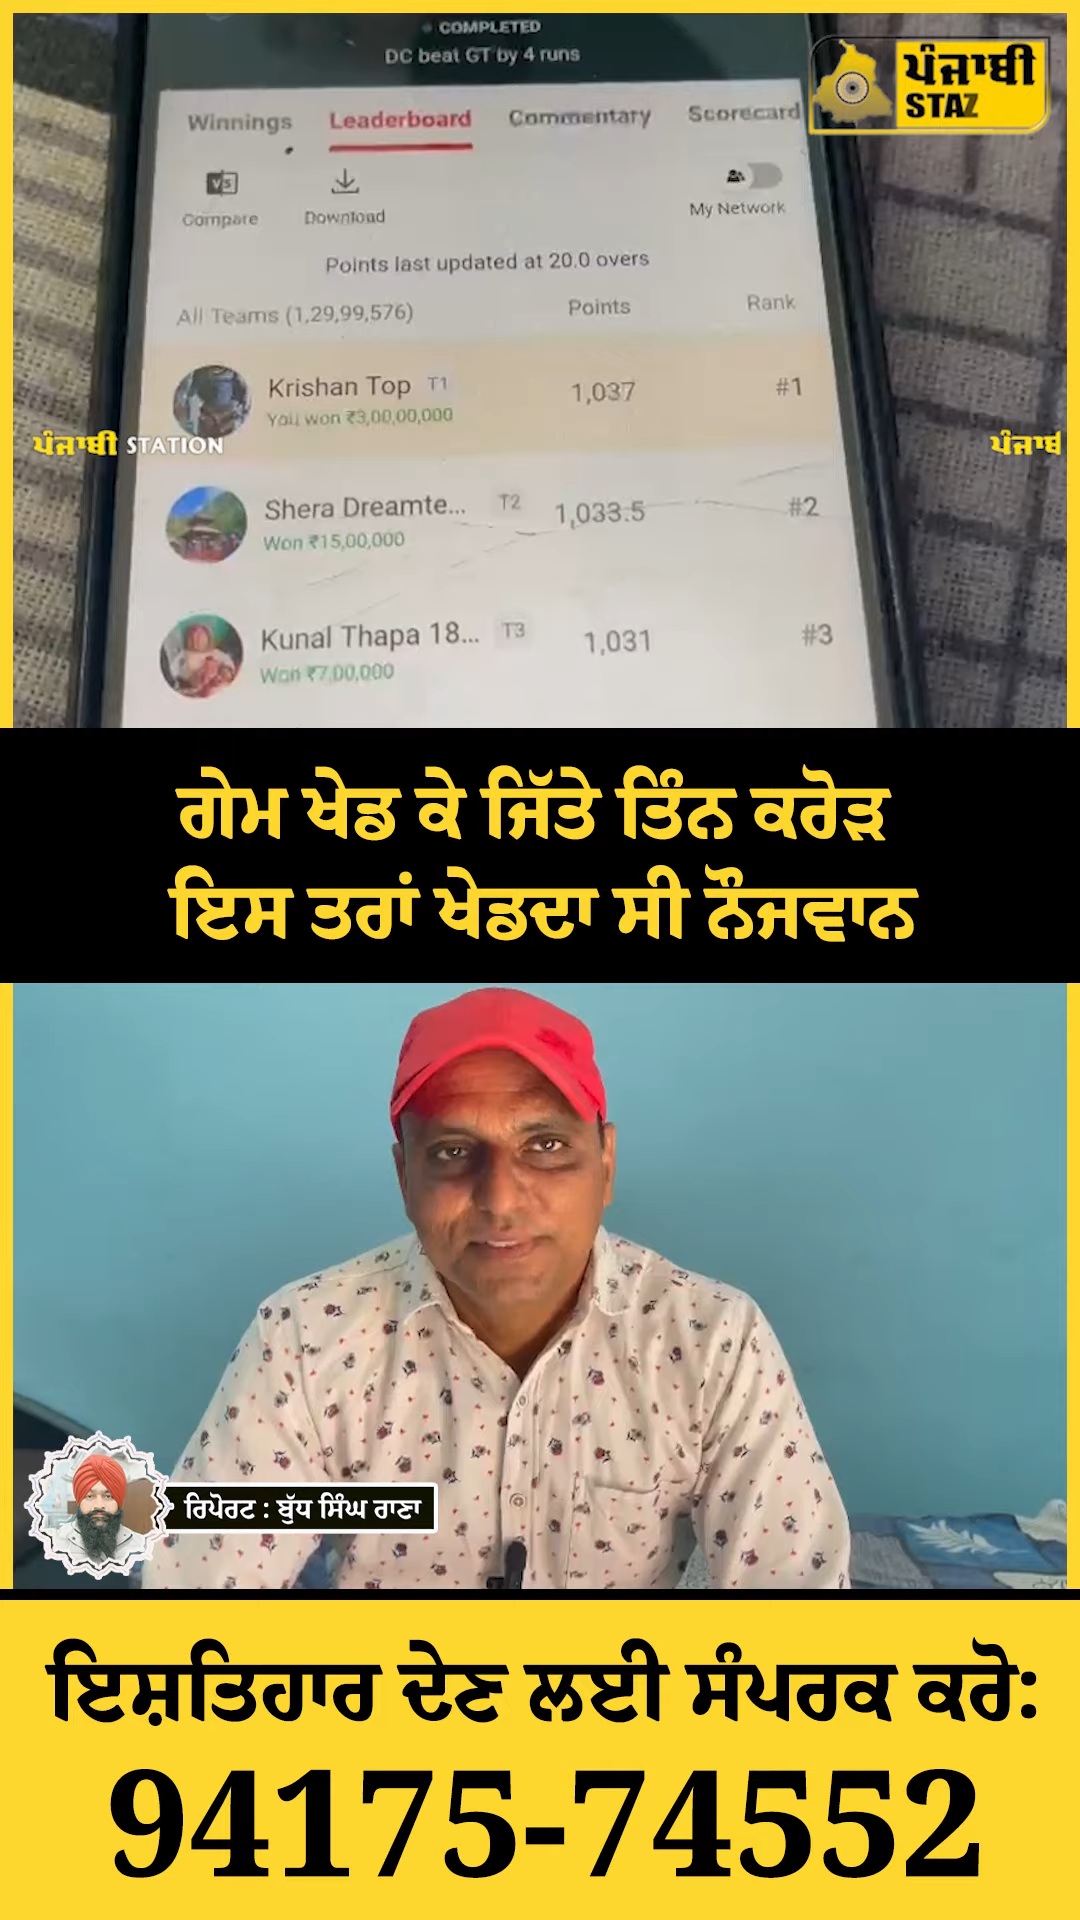 COMPLETED
DC beat GT by 4 runs
ਪੰਜਾਬੀ
STAZ
Winnings Leaderboard Commentary Scorecard
VS
Compare Download My Network
Points last updated at 20.0 overs
All Teams (1,29,99,576) Points Rank
Krishan Top T1 1,037 #1
You won ₹3,00,00,000
ਪੰਜਾਬੀ STATION ਪੰਜਾਬੀ
Shera Dreamte... T2 1,033.5 #2
Won ₹15,00,000
Kunal Thapa 18... T3 1,031 #3
Won ₹7,00,000
ਗੇਮ ਖੇਡ ਕੇ ਜਿੱਤੇ ਤਿੰਨ ਕਰੋੜ
ਇਸ ਤਰਾਂ ਖੇਡਦਾ ਸੀ ਨੌਜਵਾਨ
ਰਿਪੋਰਟ : ਬੁੱਧ ਸਿੰਘ ਰਾਣਾ
ਇਸ਼ਤਿਹਾਰ ਦੇਣ ਲਈ ਸੰਪਰਕ ਕਰੋ:
94175-74552